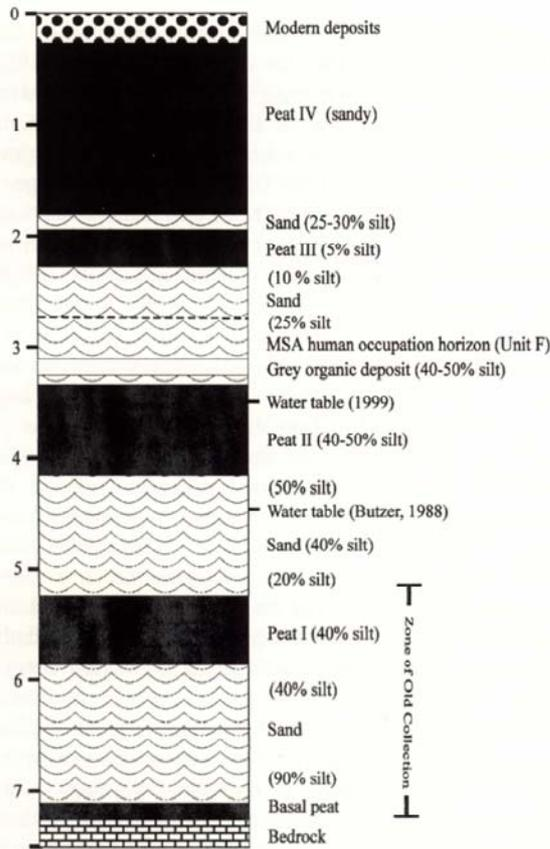 0
Modern deposits
Peat IV (sandy)
1
Sand (25-30% silt)
2
Peat III (5% silt)
(10 % silt)
Sand
(25% silt
MSA human occupation horizon (Unit F)
3
Grey organic deposit (40-50% silt)
Water table (1999)
Peat II (40-50% silt)
4
(50% silt)
Water table (Butzer, 1988)
Sand (40% silt)
5
(20% silt)
Peat I (40% silt)
Zone of Old Collection
6
(40% silt)
Sand
(90% silt)
7
Basal peat
Bedrock